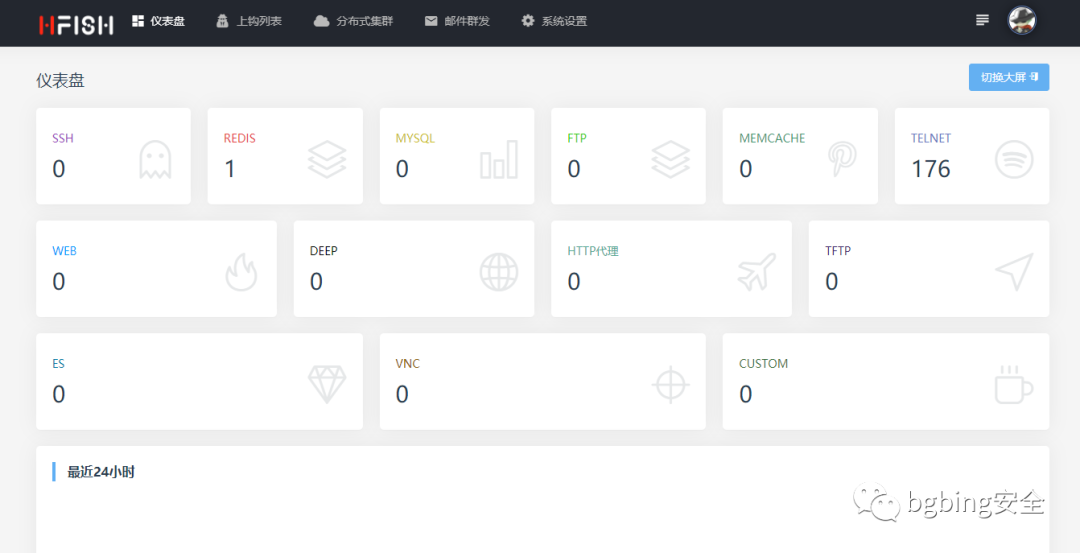 HFISH 仪表盘 上钩列表 分布式集群 邮件群发 系统设置
仪表盘 切换大屏
SSH REDIS MYSQL FTP MEMCACHE TELNET
0 1 0 0 0 176
WEB DEEP HTTP代理 TFTP
0 0 0 0
ES VNC CUSTOM
0 0 0
最近24小时
bgbing安全